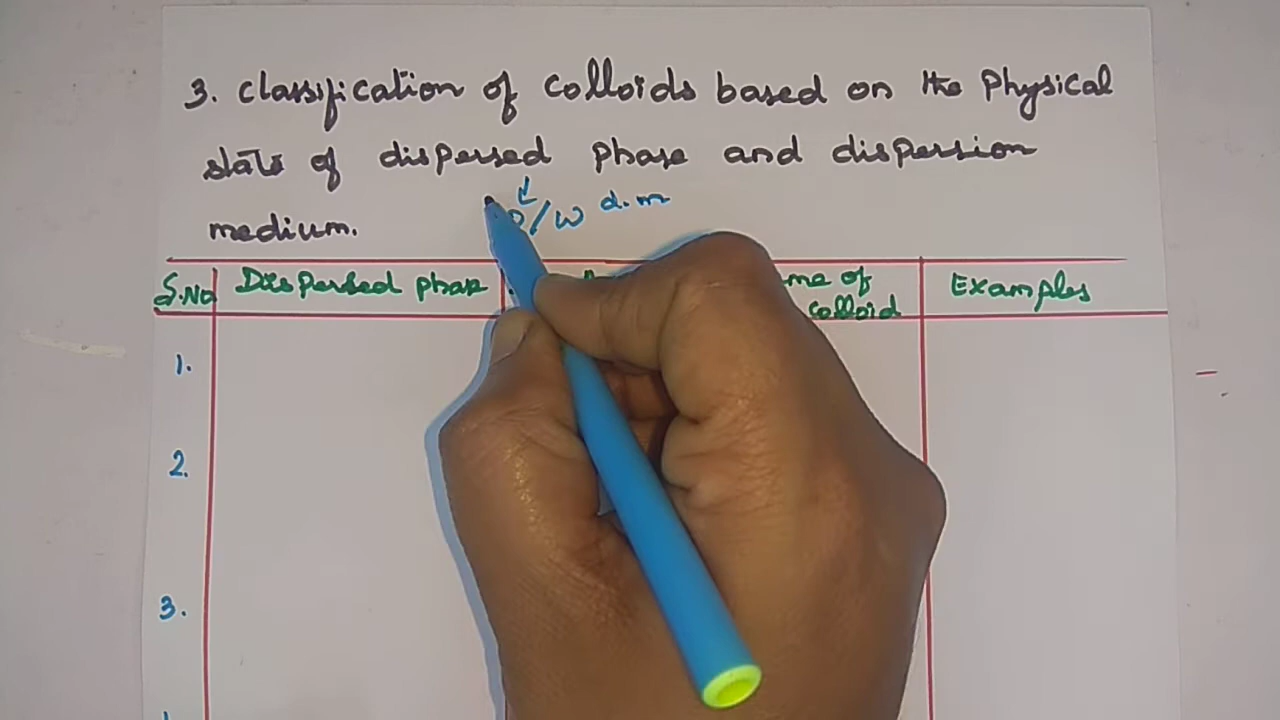 3. Classification of Colloids based on the Physical
state of dispersed phase and dispersion
O/W d.m
medium.
S.No Dispersed phase of Examples
colloid
1.
2.
3.